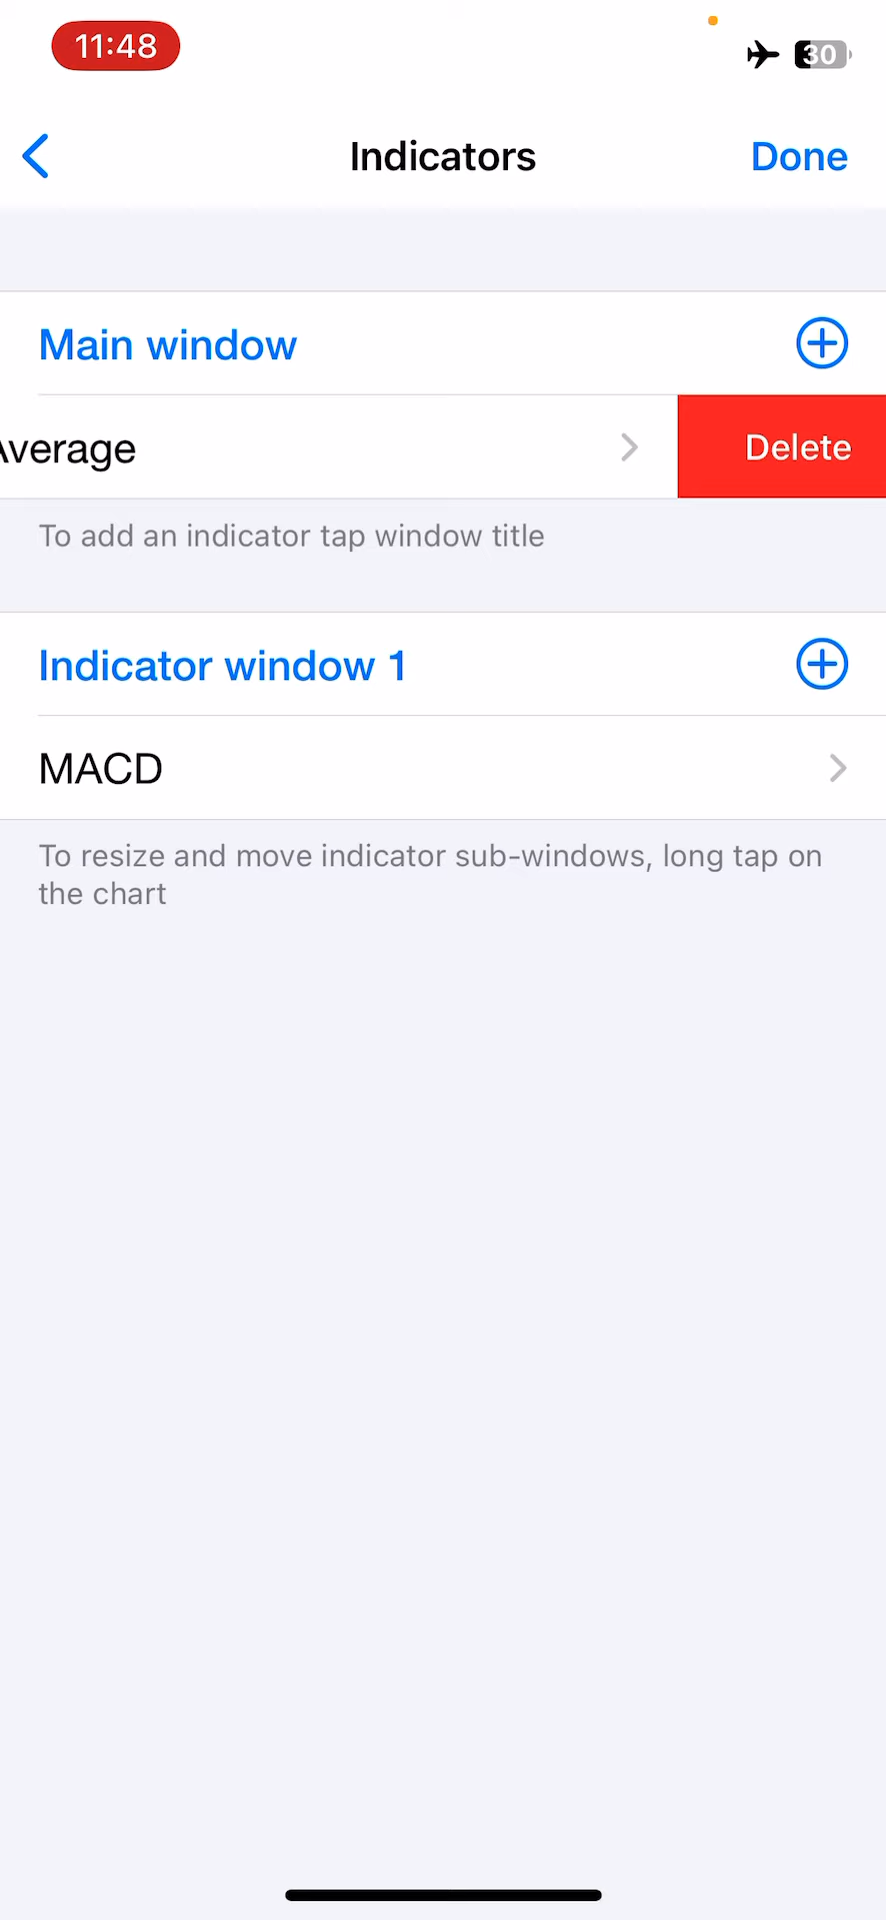 11:48
30
Indicators
Done
Main window
Average
Delete
To add an indicator tap window title
Indicator window 1
MACD
To resize and move indicator sub-windows, long tap on
the chart